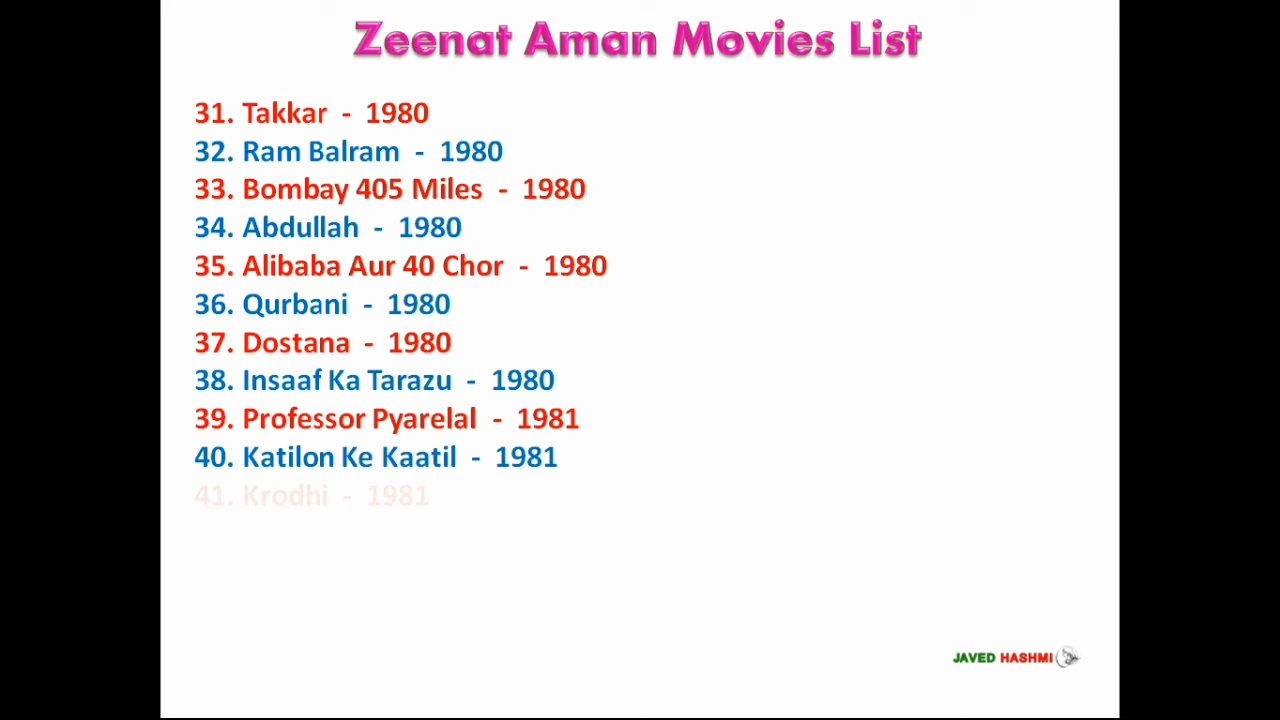 Zeenat Aman Movies List
31. Takkar - 1980
32. Ram Balram - 1980
33. Bombay 405 Miles - 1980
34. Abdullah - 1980
35. Alibaba Aur 40 Chor - 1980
36. Qurbani - 1980
37. Dostana - 1980
38. Insaaf Ka Tarazu - 1980
39. Professor Pyarelal - 1981
40. Katilon Ke Kaatil - 1981
41. Krodhi - 1981
JAVED HASHMI